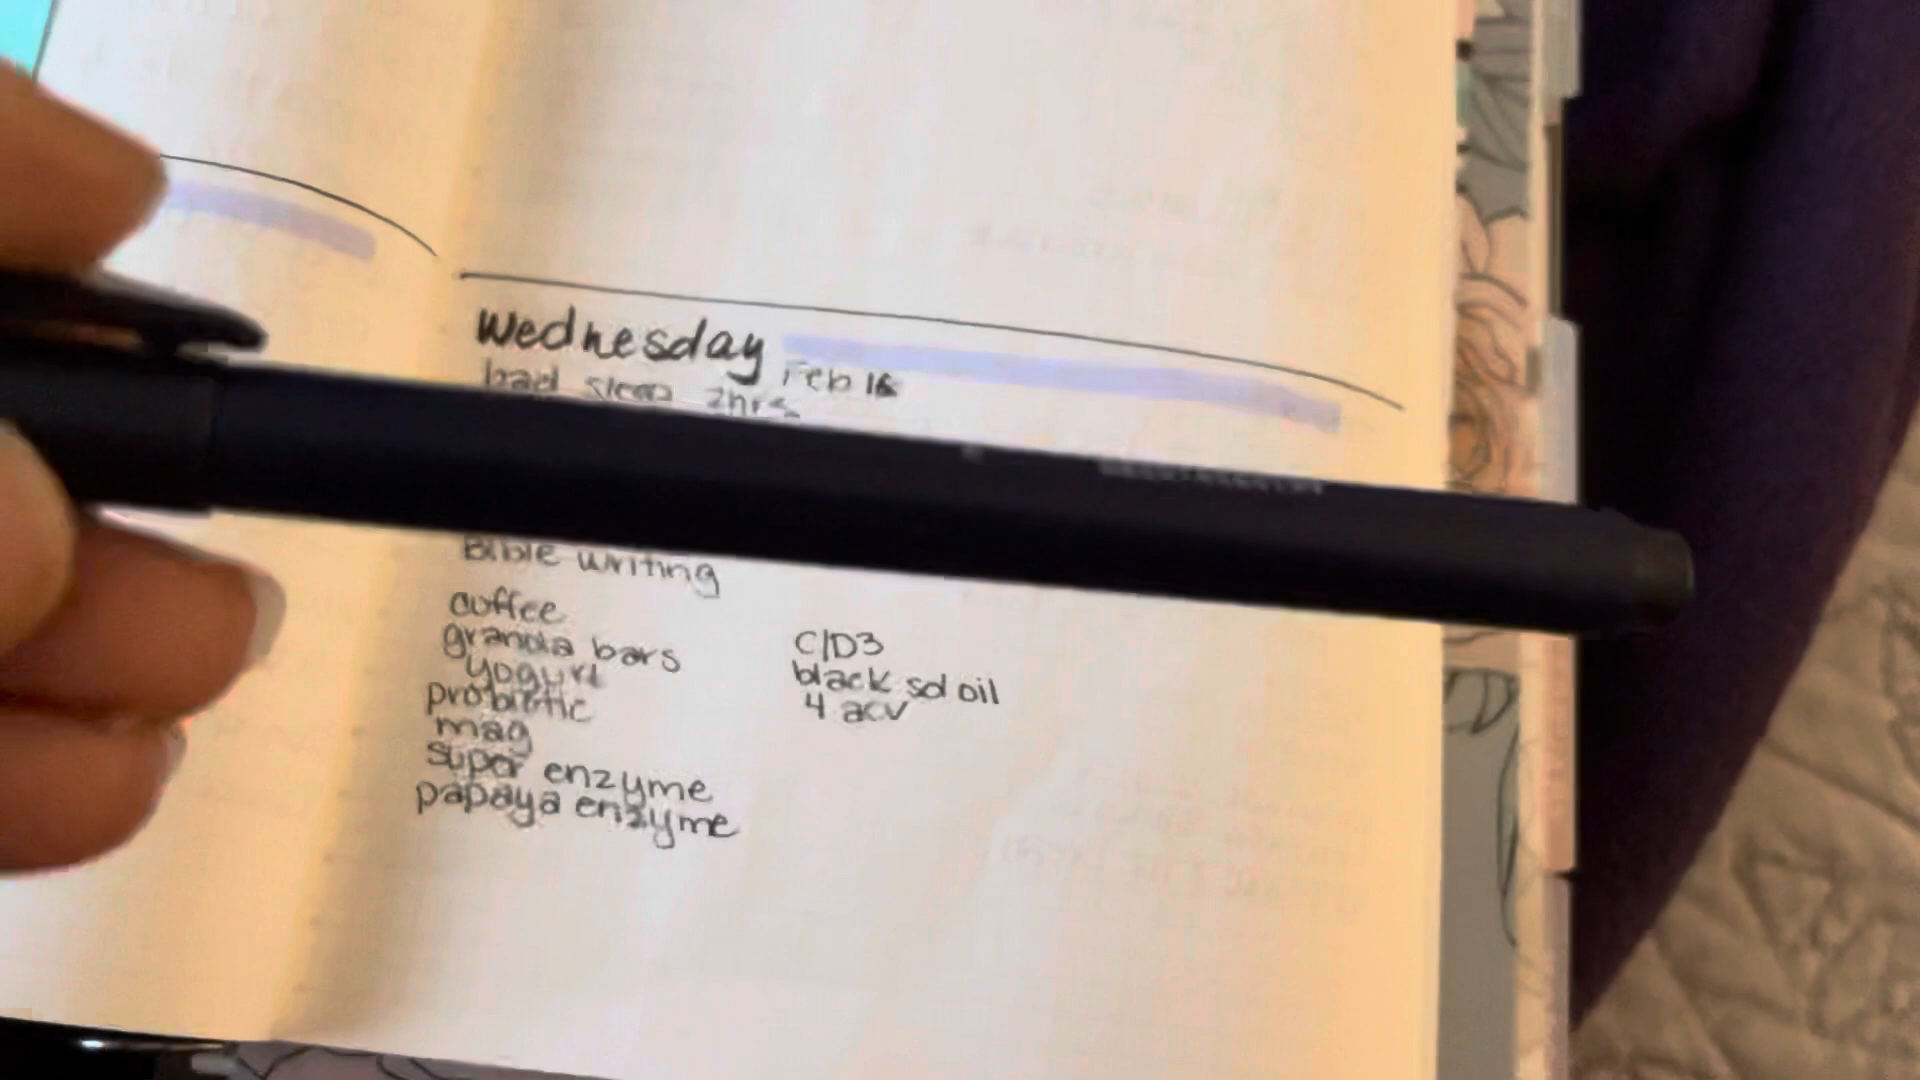 Wednesday
Feb 16
bad sleep 2hrs
Bible writing
coffee
granola bars
yogurt
probiotic
mag
super enzyme
papaya enzyme
C/D3
black sd oil
4 acv